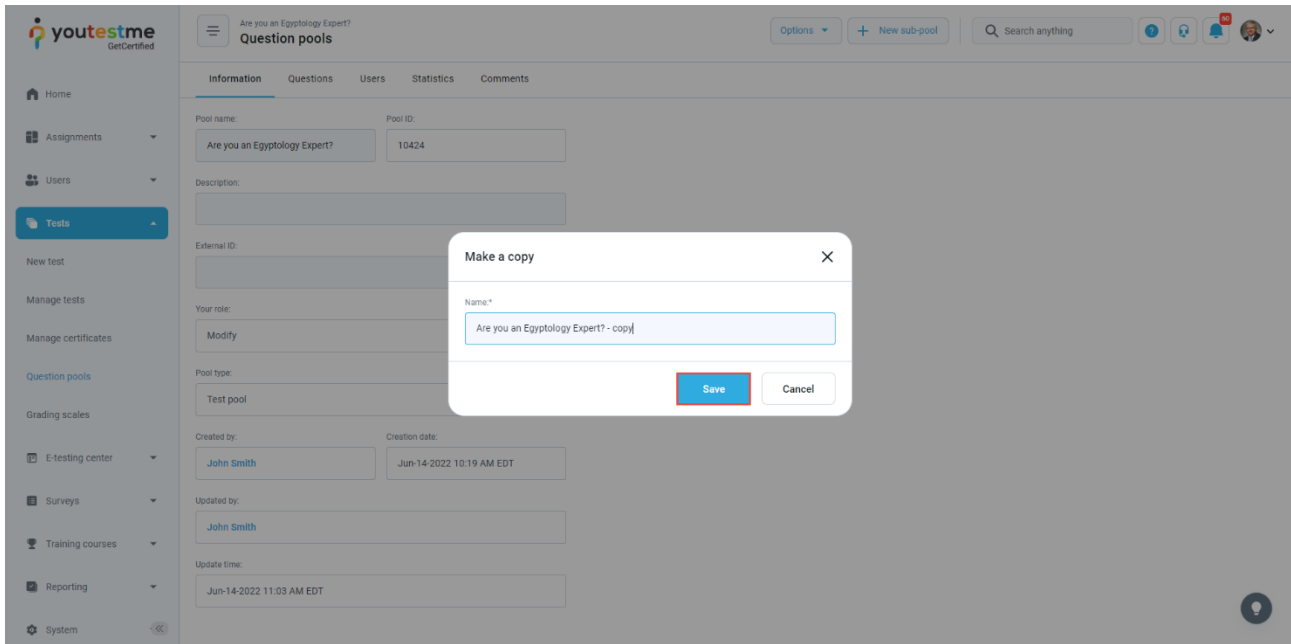 youtestme
GetCertified
Are you an Egyptology Expert?
Question pools
Options
+ New sub-pool
Search anything
?
60
Home
Assignments
Users
Tests
New test
Manage tests
Manage certificates
Question pools
Grading scales
E-testing center
Surveys
Training courses
Reporting
System
Information Questions Users Statistics Comments
Pool name: Pool ID:
Are you an Egyptology Expert? 10424
Description:
External ID:
Your role:
Modify
Pool type:
Test pool
Created by: Creation date:
John Smith Jun-14-2022 10:19 AM EDT
Updated by:
John Smith
Update time:
Jun-14-2022 11:03 AM EDT
Make a copy
Name:*
Are you an Egyptology Expert? - copy
Save Cancel